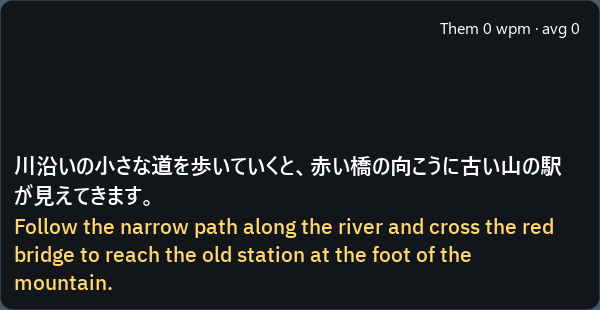 Them 0 wpm · avg 0
川沿いの小さな道を歩いていくと、赤い橋の向こうに古い山の駅
が見えてきます。
Follow the narrow path along the river and cross the red
bridge to reach the old station at the foot of the
mountain.